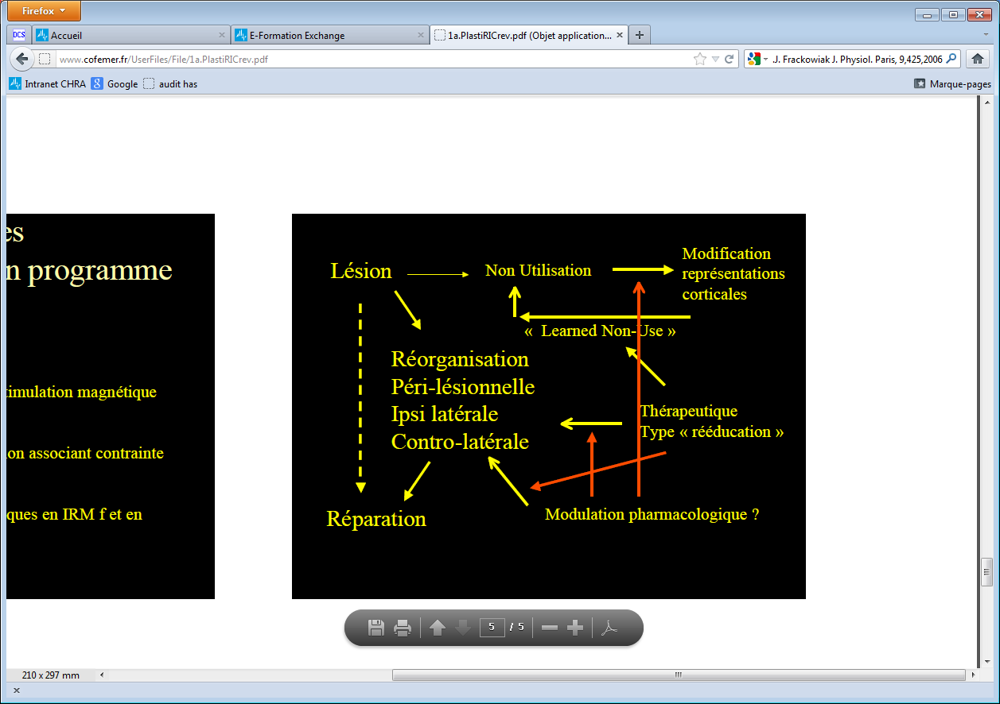 Firefox
DCS
Accueil
E-Formation Exchange
1a.PlastiRICrev.pdf (Objet application...
www.cofemer.fr/UserFiles/File/1a.PlastiRICrev.pdf
.J. Frackowiak J. Physiol. Paris, 9,425,2006
Intranet CHRA
Google
audit has
Marque-pages
es
n programme
timulation magnétique
on associant contrainte
ques en IRM f et en
Lésion
Non Utilisation
Modification
représentations
corticales
« Learned Non-Use »
Réorganisation
Péri-lésionnelle
Ipsi latérale
Contro-latérale
Thérapeutique
Type « rééducation »
Réparation
Modulation pharmacologique ?
5 / 5
210 x 297 mm